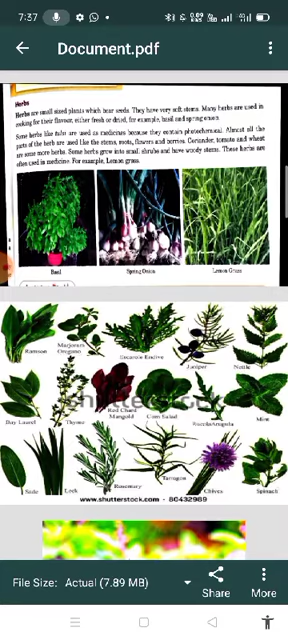 7:37
Document.pdf
Herbs
Herbs are small sized plants which bear seeds. They have very soft stems. Many herbs are used in
cooking for their flavour, either fresh or dried, for example, basil and spring onion.
Some herbs like tulsi are used as medicines because they contain photochemical. Almost all the
parts of the herb are used like the stems, roots, flowers and berries. Coriander, tomato and wheat
are some more herbs. Some herbs grow into small shrubs and have woody stems. These herbs are
often used in medicine. For example, Lemon grass.
Basil Spring Onion Lemon Grass
Ramson Marjoram Oregano Escarole Endive Juniper Nettle
Bay Laurel Thyme Red Chard Mangold Corn Salad Rucola/Arugula Mint
shutterstock
Leek Rosemary Tarragon Chives Spinach
www.shutterstock.com · 80432989
File Size: Actual (7.89 MB) Share More